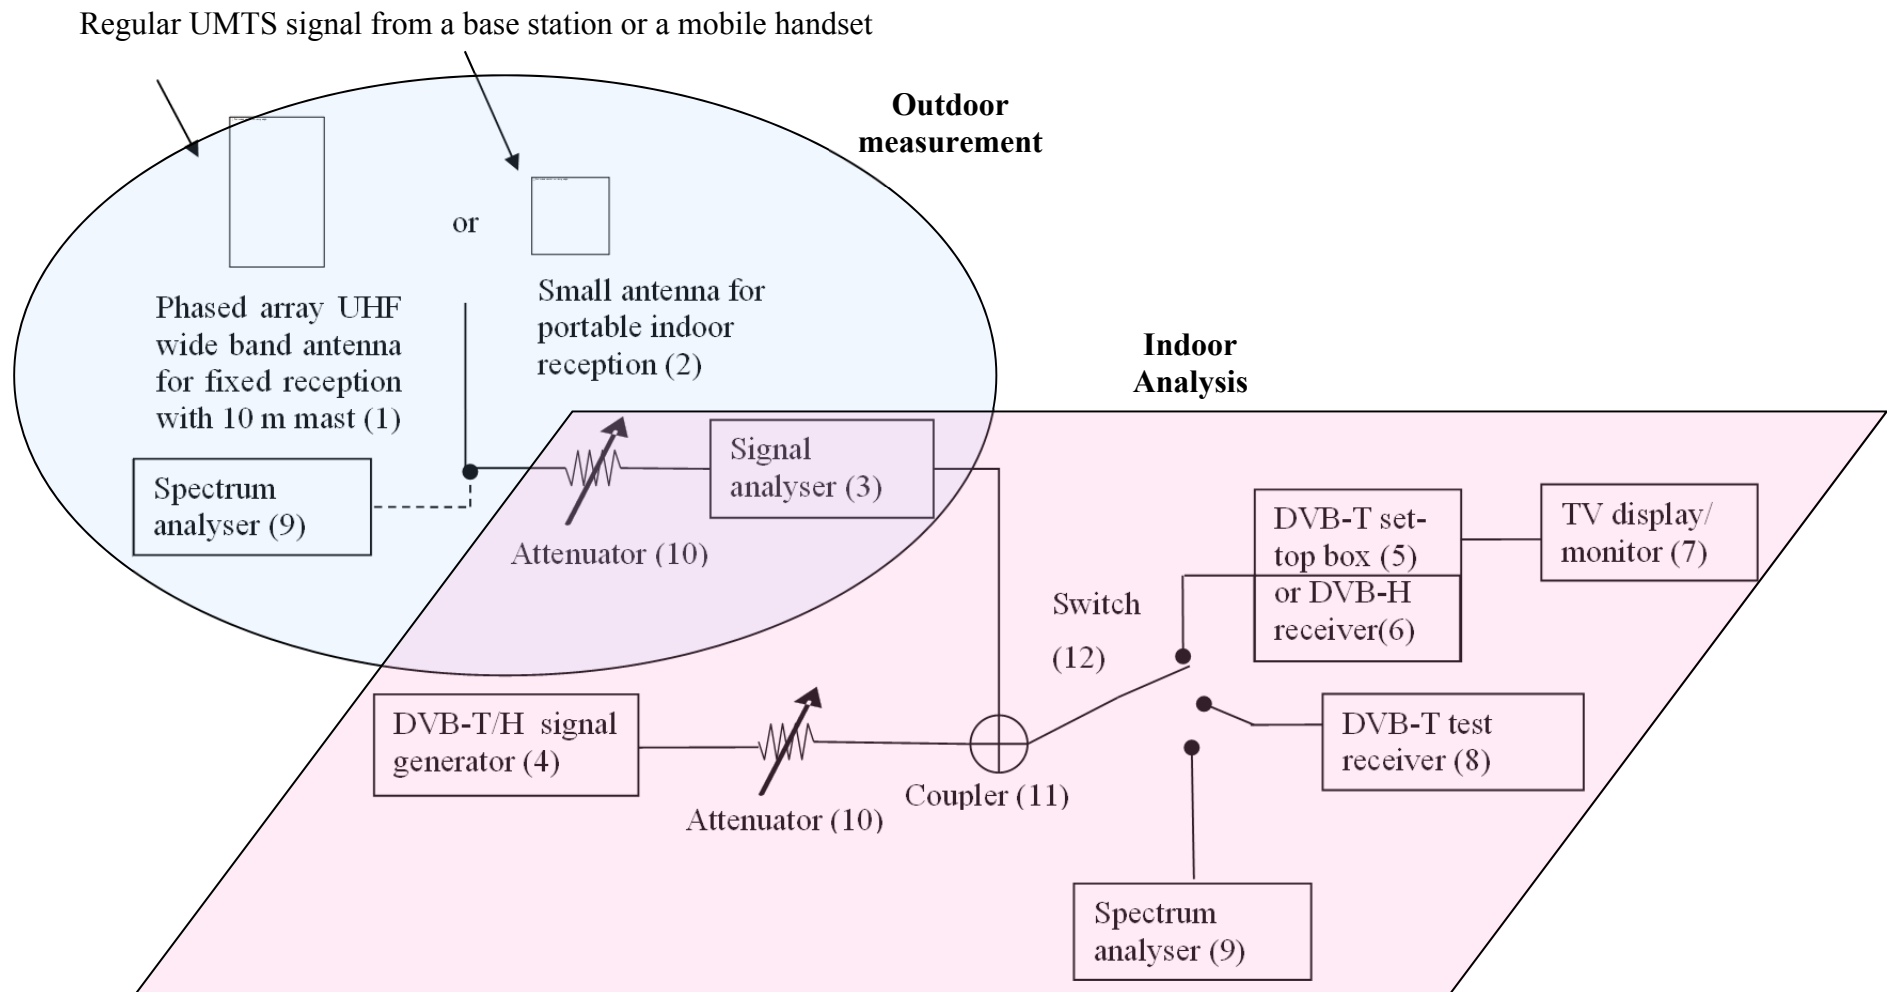 Regular UMTS signal from a base station or a mobile handset
Outdoor
measurement
or
Phased array UHF
wide band antenna
for fixed reception
with 10 m mast (1)
Small antenna for
portable indoor
reception (2)
Indoor
Analysis
Spectrum
analyser (9)
Attenuator (10)
Signal
analyser (3)
DVB-T set-
top box (5)
or DVB-H
receiver(6)
TV display/
monitor (7)
Switch
(12)
DVB-T/H signal
generator (4)
Attenuator (10)
Coupler (11)
DVB-T test
receiver (8)
Spectrum
analyser (9)